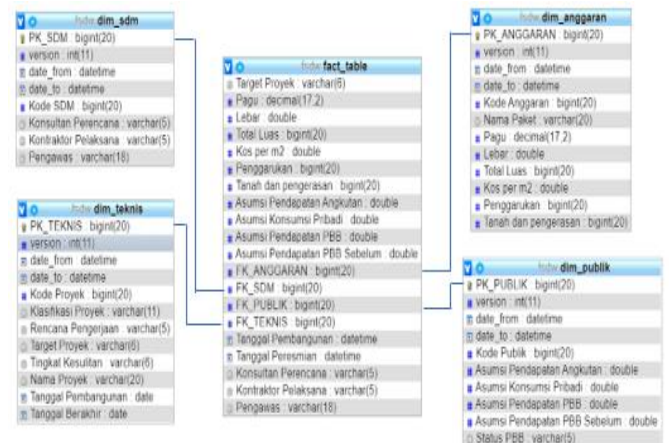 dim_sdm
PK_SDM : bigint(20)
version : int(11)
date_from : datetime
date_to : datetime
Kode SDM : bigint(20)
Konsultan Perencana : varchar(5)
Kontraktor Pelaksana : varchar(5)
Pengawas : varchar(18)
dim_teknis
PK_TEKNIS : bigint(20)
version : int(11)
date_from : datetime
date_to : datetime
Kode Proyek : bigint(20)
Klasifikasi Proyek : varchar(11)
Rencana Pengerjaan : varchar(5)
Target Proyek : varchar(6)
Tingkat Kesulitan : varchar(6)
Nama Proyek : varchar(20)
Tanggal Pembangunan : date
Tanggal Berakhir : date
fact_table
Target Proyek : varchar(6)
Pagu : decimal(17,2)
Lebar : double
Total Luas : bigint(20)
Kos per m2 : double
Penggarukan : bigint(20)
Tanah dan pengerasan : bigint(20)
Asumsi Pendapatan Angkutan : double
Asumsi Konsumsi Pribadi : double
Asumsi Pendapatan PBB : double
Asumsi Pendapatan PBB Sebelum : double
FK_ANGGARAN : bigint(20)
FK_SDM : bigint(20)
FK_PUBLIK : bigint(20)
FK_TEKNIS : bigint(20)
Tanggal Pembangunan : datetime
Tanggal Peresmian : datetime
Konsultan Perencana : varchar(5)
Kontraktor Pelaksana : varchar(5)
Pengawas : varchar(18)
dim_anggaran
PK_ANGGARAN : bigint(20)
version : int(11)
date_from : datetime
date_to : datetime
Kode Anggaran : bigint(20)
Nama Paket : varchar(20)
Pagu : decimal(17,2)
Lebar : double
Total Luas : bigint(20)
Kos per m2 : double
Penggarukan : bigint(20)
Tanah dan pengerasan : bigint(20)
dim_publik
PK_PUBLIK : bigint(20)
version : int(11)
date_from : datetime
date_to : datetime
Kode Publik : bigint(20)
Asumsi Pendapatan Angkutan : double
Asumsi Konsumsi Pribadi : double
Asumsi Pendapatan PBB : double
Asumsi Pendapatan PBB Sebelum : double
Status PBB : varchar(5)